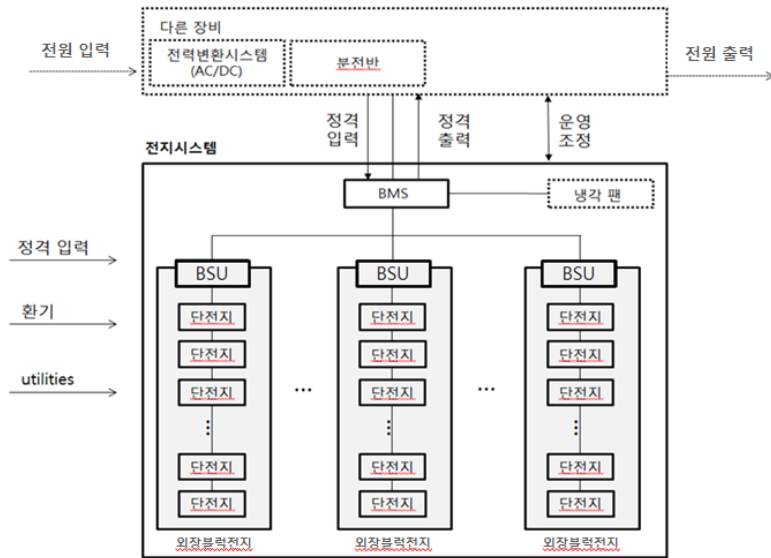 다른 장비
전원 입력
전력변환시스템
(AC/DC)
분전반
전원 출력
정격
입력
정격
출력
운영
조정
전지시스템
BMS
냉각 팬
정격 입력
BSU
BSU
BSU
환기
단전지
단전지
단전지
단전지
단전지
단전지
utilities
단전지
단전지
단전지
...
...
⋮
⋮
⋮
단전지
단전지
단전지
단전지
단전지
단전지
외장블럭전지
외장블럭전지
외장블럭전지